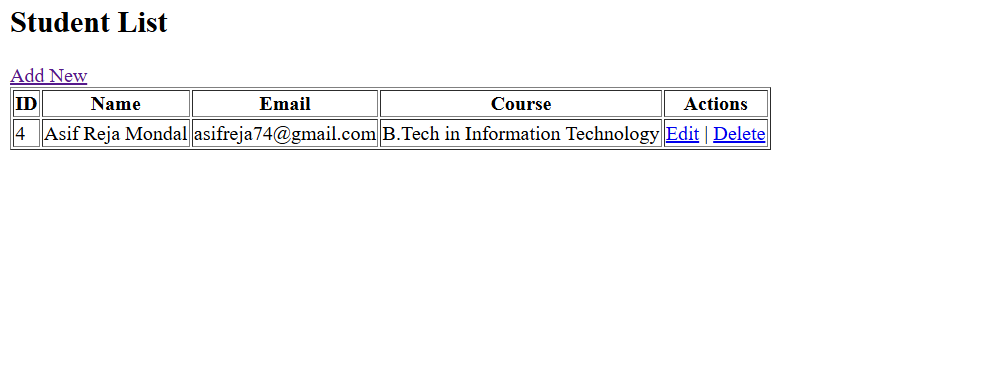 Student List
Add New
ID Name Email Course Actions
4 Asif Reja Mondal asifreja74@gmail.com B.Tech in Information Technology Edit | Delete